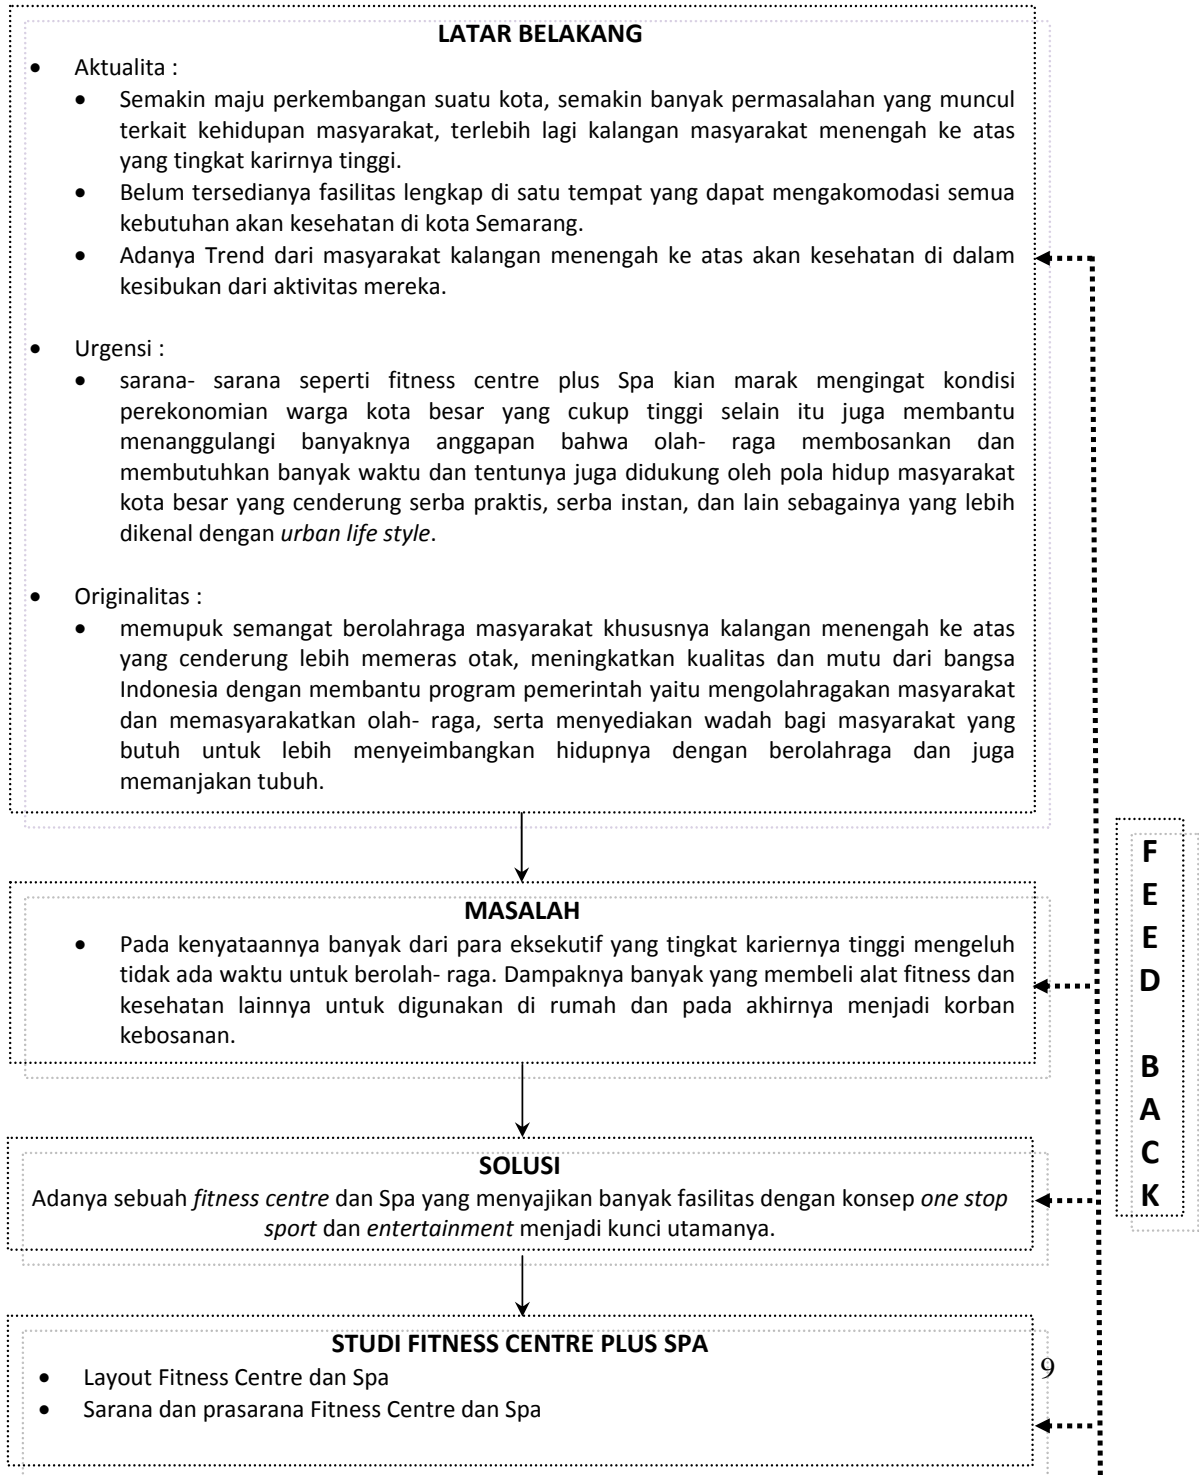 LATAR BELAKANG
• Aktualita :
• Semakin maju perkembangan suatu kota, semakin banyak permasalahan yang muncul
terkait kehidupan masyarakat, terlebih lagi kalangan masyarakat menengah ke atas
yang tingkat karirnya tinggi.
• Belum tersedianya fasilitas lengkap di satu tempat yang dapat mengakomodasi semua
kebutuhan akan kesehatan di kota Semarang.
• Adanya Trend dari masyarakat kalangan menengah ke atas akan kesehatan di dalam
kesibukan dari aktivitas mereka.
• Urgensi :
• sarana- sarana seperti fitness centre plus Spa kian marak mengingat kondisi
perekonomian warga kota besar yang cukup tinggi selain itu juga membantu
menanggulangi banyaknya anggapan bahwa olah- raga membosankan dan
membutuhkan banyak waktu dan tentunya juga didukung oleh pola hidup masyarakat
kota besar yang cenderung serba praktis, serba instan, dan lain sebagainya yang lebih
dikenal dengan urban life style.
• Originalitas :
• memupuk semangat berolahraga masyarakat khususnya kalangan menengah ke atas
yang cenderung lebih memeras otak, meningkatkan kualitas dan mutu dari bangsa
Indonesia dengan membantu program pemerintah yaitu mengolahragakan masyarakat
dan memasyarakatkan olah- raga, serta menyediakan wadah bagi masyarakat yang
butuh untuk lebih menyeimbangkan hidupnya dengan berolahraga dan juga
memanjakan tubuh.
MASALAH
• Pada kenyataannya banyak dari para eksekutif yang tingkat kariernya tinggi mengeluh
tidak ada waktu untuk berolah- raga. Dampaknya banyak yang membeli alat fitness dan
kesehatan lainnya untuk digunakan di rumah dan pada akhirnya menjadi korban
kebosanan.
SOLUSI
Adanya sebuah fitness centre dan Spa yang menyajikan banyak fasilitas dengan konsep one stop
sport dan entertainment menjadi kunci utamanya.
STUDI FITNESS CENTRE PLUS SPA
• Layout Fitness Centre dan Spa
• Sarana dan prasarana Fitness Centre dan Spa
9
F
E
E
D
B
A
C
K